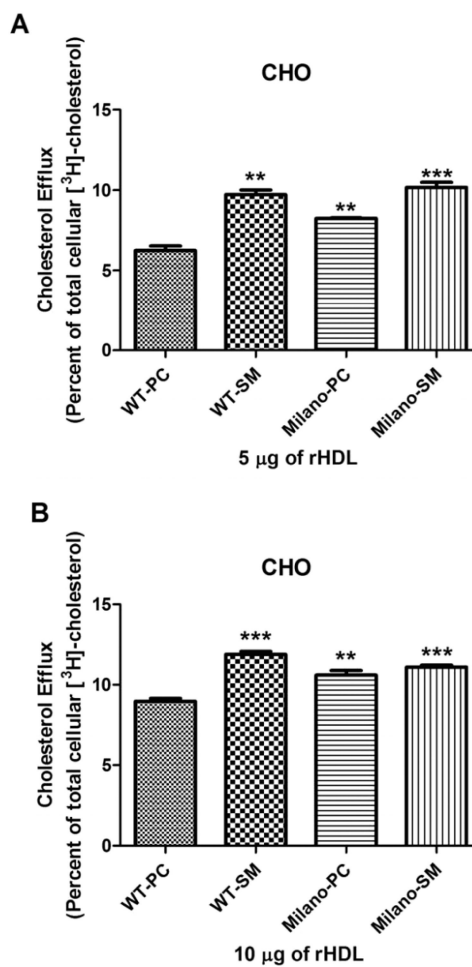 A
CHO
Cholesterol Efflux
(Percent of total cellular [³H]-cholesterol)
15
10
5
0
**
**
***
WT-PC
WT-SM
Milano-PC
Milano-SM
5 µg of rHDL
B
CHO
Cholesterol Efflux
(Percent of total cellular [³H]-cholesterol)
15
10
5
0
***
**
***
WT-PC
WT-SM
Milano-PC
Milano-SM
10 µg of rHDL